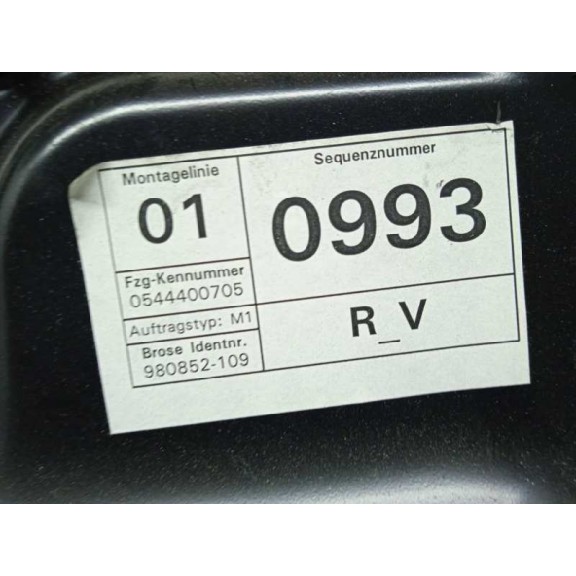 Montagelinie
01
Sequenznummer
0993
Fzg-Kennummer
0544400705
Auftragstyp: M1
Brose Identnr.
980852-109
R_V